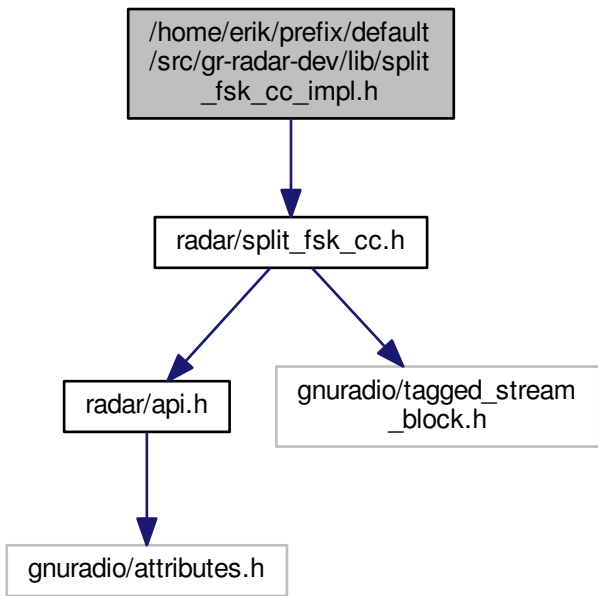 /home/erik/prefix/default
/src/gr-radar-dev/lib/split
_fsk_cc_impl.h
radar/split_fsk_cc.h
radar/api.h
gnuradio/tagged_stream
_block.h
gnuradio/attributes.h